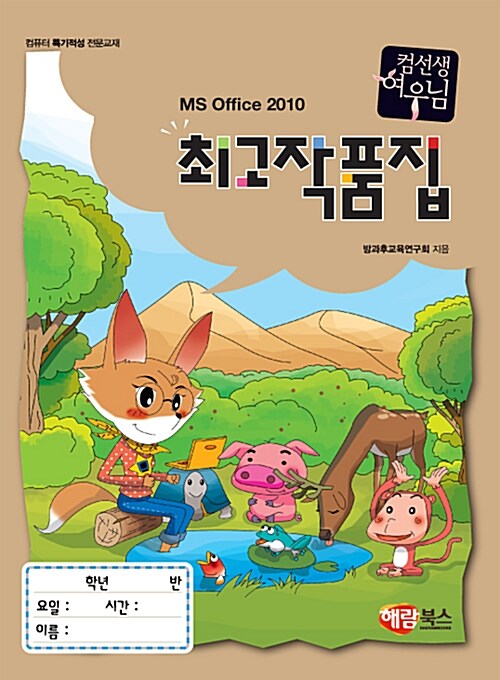 컴퓨터 특기적성 전문교재
컴선생
여우님
MS Office 2010
최고작품집
방과후교육연구회 지음
학년 반
요일 : 시간 :
이름 :
해람북스